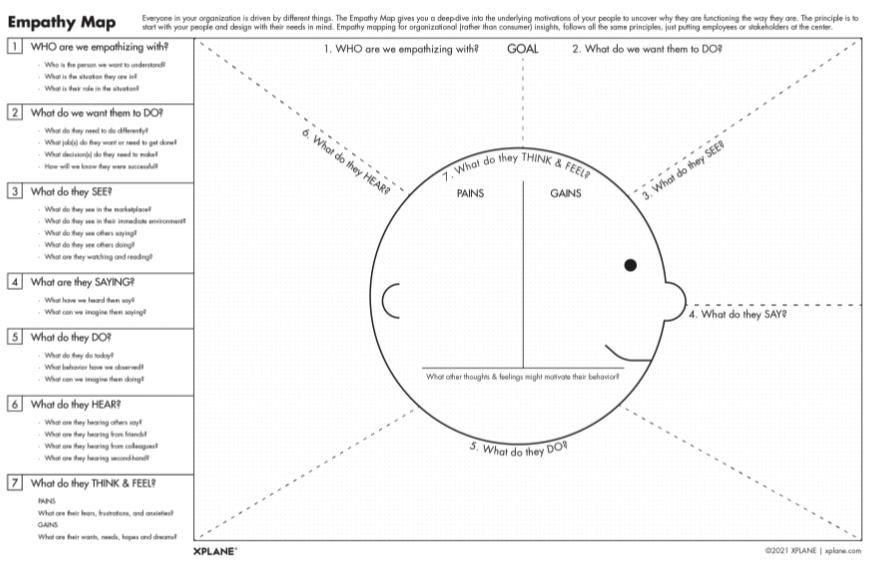 Empathy Map
Everyone in your organization is driven by different things. The Empathy Map gives you a deep-dive into the underlying motivations of your people to uncover why they are functioning the way they are. The principle is to
start with your people and design with their needs in mind. Empathy mapping for organizational (rather than consumer) insights, follows all the same principles, just putting employees or stakeholders at the center.
1 WHO are we empathizing with?
· Who is the person we want to understand?
· What is the situation they are in?
· What is their role in the situation?
2 What do we want them to DO?
· What do they need to do differently?
· What job(s) do they want or need to get done?
· What decision(s) do they need to make?
· How will we know they were successful?
3 What do they SEE?
· What do they see in the marketplace?
· What do they see in their immediate environment?
· What do they see others saying?
· What do they see others doing?
· What are they watching and reading?
4 What are they SAYING?
· What have we heard them say?
· What can we imagine them saying?
5 What do they DO?
· What do they do today?
· What behavior have we observed?
· What can we imagine them doing?
6 What do they HEAR?
· What are they hearing others say?
· What are they hearing from friends?
· What are they hearing from colleagues?
· What are they hearing second-hand?
7 What do they THINK & FEEL?
PAINS
What are their fears, frustrations, and anxieties?
GAINS
What are their wants, needs, hopes and dreams?
1. WHO are we empathizing with?
GOAL
2. What do we want them to DO?
6. What do they HEAR?
7. What do they THINK & FEEL?
PAINS
GAINS
3. What do they SEE?
4. What do they SAY?
What other thoughts & feelings might motivate their behavior?
5. What do they DO?
XPLANE
©2021 XPLANE | xplane.com